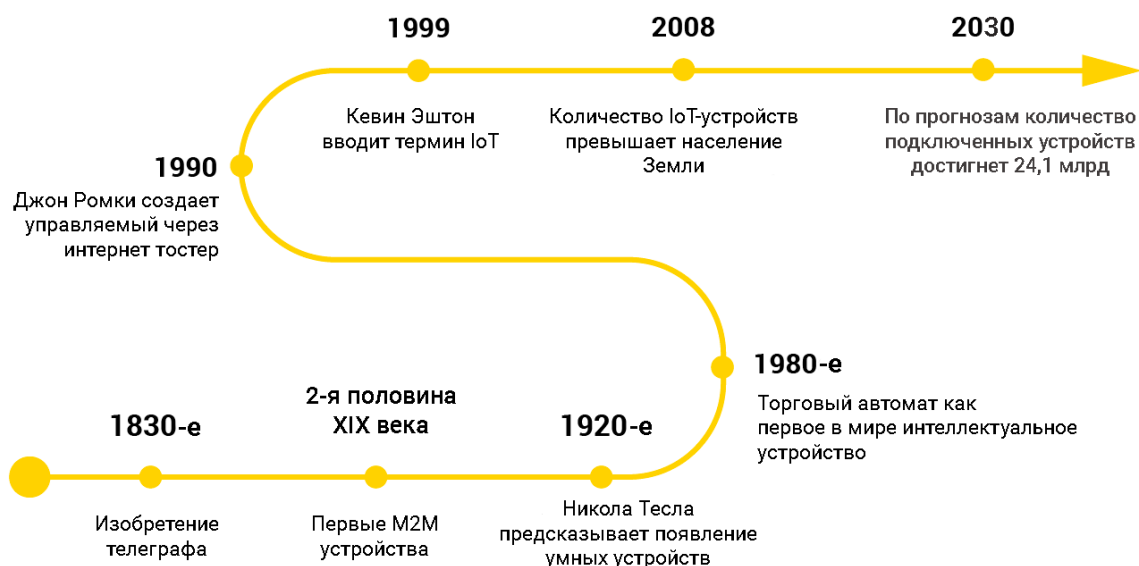 1999
Кевин Эштон
вводит термин IoT
2008
Количество IoT-устройств
превышает население
Земли
2030
По прогнозам количество
подключенных устройств
достигнет 24,1 млрд
1990
Джон Ромки создает
управляемый через
интернет тостер
1980-е
Торговый автомат как
первое в мире интеллектуальное
устройство
1830-е
Изобретение
телеграфа
2-я половина
XIX века
Первые M2M
устройства
1920-е
Никола Тесла
предсказывает появление
умных устройств